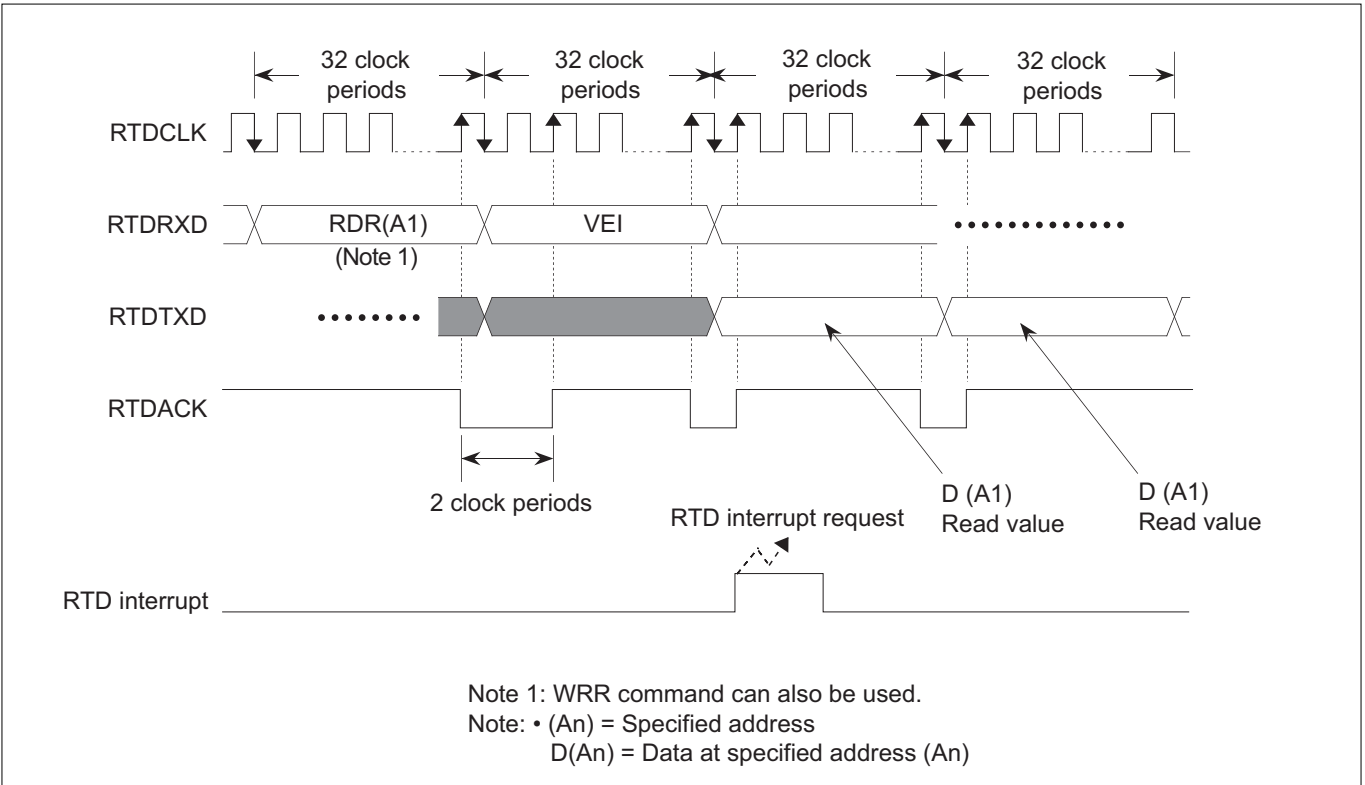 32 clock periods
32 clock periods
32 clock periods
32 clock periods
RTDCLK
RTDRXD
RDR(A1)
(Note 1)
VEI
RTDTXD
RTDACK
2 clock periods
D (A1)
Read value
D (A1)
Read value
RTD interrupt request
RTD interrupt
Note 1: WRR command can also be used.
Note: • (An) = Specified address
D(An) = Data at specified address (An)